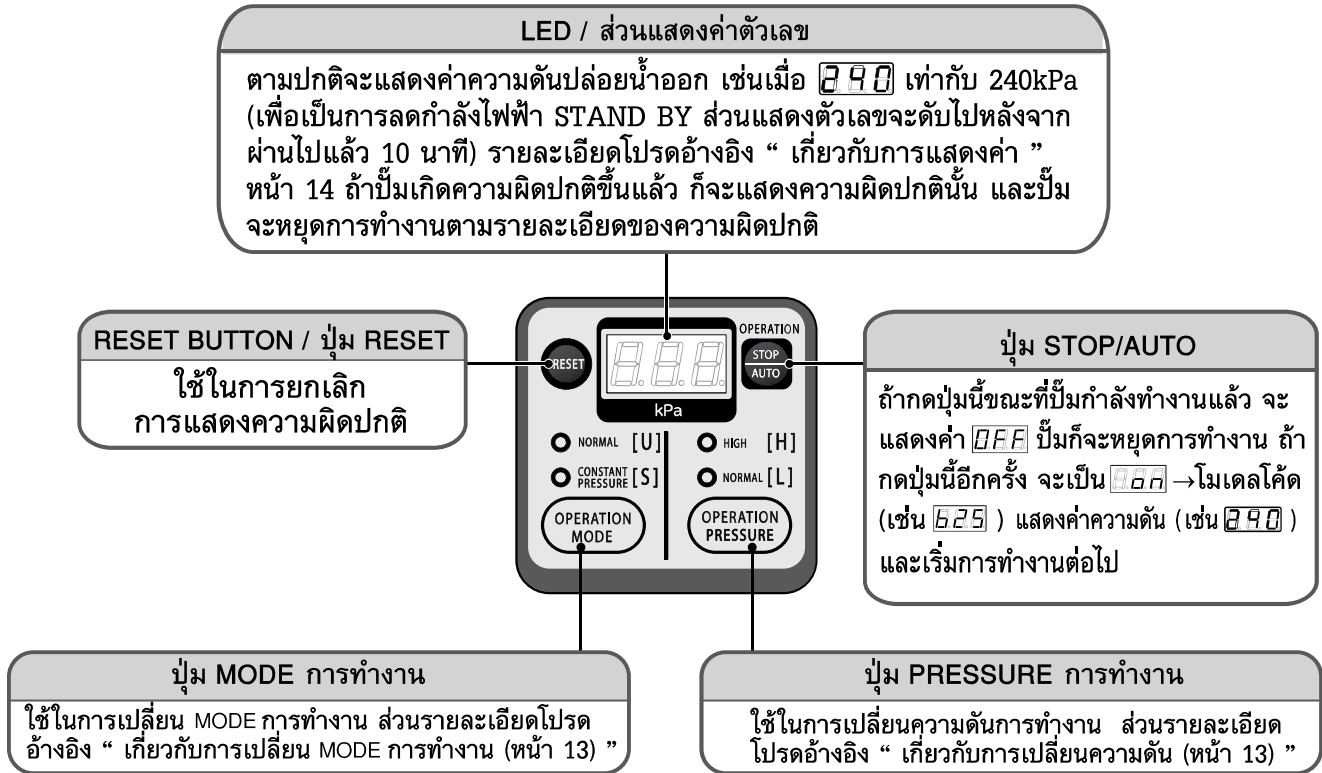 LED / ส่วนแสดงค่าตัวเลข
ตามปกติจะแสดงค่าความดันปล่อยน้ำออก เช่นเมื่อ 240 เท่ากับ 240kPa
(เพื่อเป็นการลดกำลังไฟฟ้า STAND BY ส่วนแสดงตัวเลขจะดับไปหลังจาก
ผ่านไปแล้ว 10 นาที) รายละเอียดโปรดอ้างอิง “ เกี่ยวกับการแสดงค่า ”
หน้า 14 ถ้าปั๊มเกิดความผิดปกติขึ้นแล้ว ก็จะแสดงความผิดปกตินั้น และปั๊ม
จะหยุดการทำงานตามรายละเอียดของความผิดปกติ
RESET BUTTON / ปุ่ม RESET
ใช้ในการยกเลิก
การแสดงความผิดปกติ
RESET
8.8.8.
kPa
OPERATION
STOP
AUTO
NORMAL [U]
CONSTANT
PRESSURE [S]
OPERATION
MODE
HIGH [H]
NORMAL [L]
OPERATION
PRESSURE
ปุ่ม STOP/AUTO
ถ้ากดปุ่มนี้ขณะที่ปั๊มกำลังทำงานแล้ว จะ
แสดงค่า OFF ปั๊มก็จะหยุดการทำงาน ถ้า
กดปุ่มนี้อีกครั้ง จะเป็น on →โมเดลโค้ด
(เช่น b25 ) แสดงค่าความดัน (เช่น 240 )
และเริ่มการทำงานต่อไป
ปุ่ม MODE การทำงาน
ใช้ในการเปลี่ยน MODE การทำงาน ส่วนรายละเอียดโปรด
อ้างอิง “ เกี่ยวกับการเปลี่ยน MODE การทำงาน (หน้า 13) ”
ปุ่ม PRESSURE การทำงาน
ใช้ในการเปลี่ยนความดันการทำงาน ส่วนรายละเอียด
โปรดอ้างอิง “ เกี่ยวกับการเปลี่ยนความดัน (หน้า 13) ”